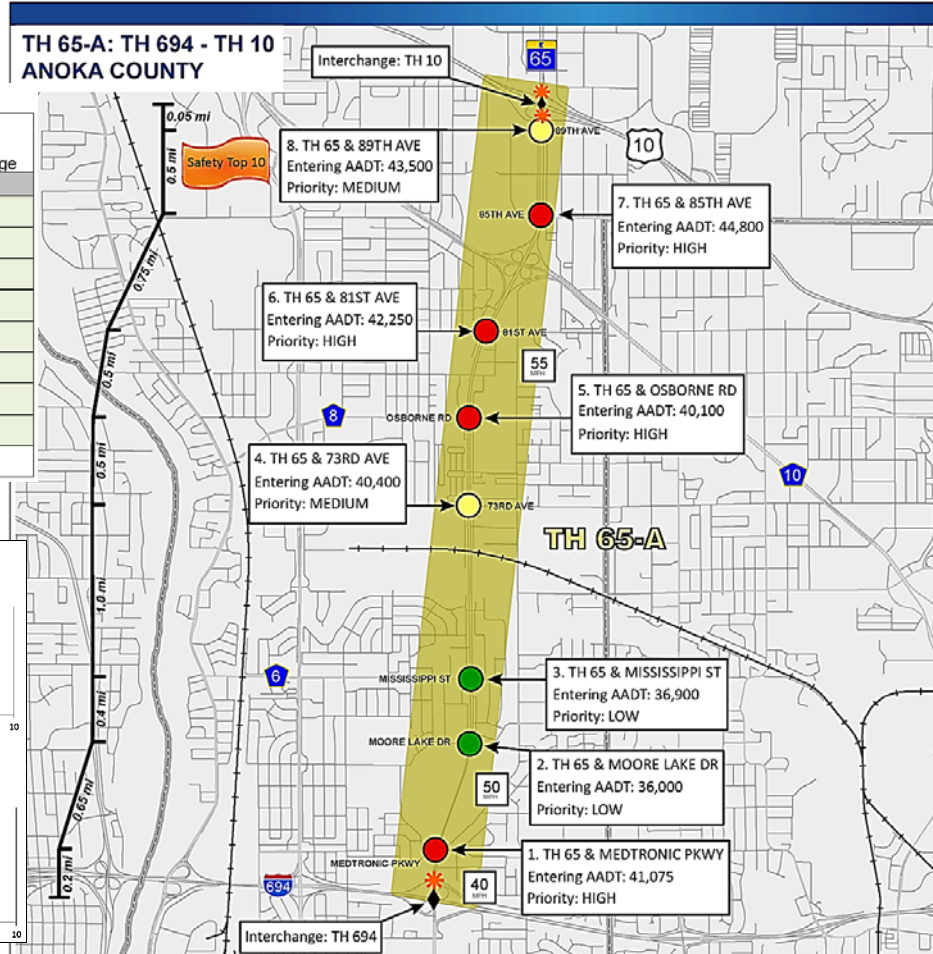 TH 65-A: TH 694 - TH 10
ANOKA COUNTY
Interchange: TH 10
65
0.05 mi
ge
Safety Top 10
0.5 mi
8. TH 65 & 89TH AVE
Entering AADT: 43,500
Priority: MEDIUM
89TH AVE
10
85TH AVE
7. TH 65 & 85TH AVE
Entering AADT: 44,800
Priority: HIGH
0.75 mi
6. TH 65 & 81ST AVE
Entering AADT: 42,250
Priority: HIGH
81ST AVE
55
MPH
0.5 mi
5. TH 65 & OSBORNE RD
Entering AADT: 40,100
Priority: HIGH
8
OSBORNE RD
0.5 mi
4. TH 65 & 73RD AVE
Entering AADT: 40,400
Priority: MEDIUM
10
73RD AVE
TH 65-A
1.0 mi
6
MISSISSIPPI ST
3. TH 65 & MISSISSIPPI ST
Entering AADT: 36,900
Priority: LOW
0.4 mi
10
MOORE LAKE DR
2. TH 65 & MOORE LAKE DR
Entering AADT: 36,000
Priority: LOW
50
MPH
0.65 mi
MEDTRONIC PKWY
1. TH 65 & MEDTRONIC PKWY
Entering AADT: 41,075
Priority: HIGH
0.2 mi
694
40
MPH
Interchange: TH 694
10